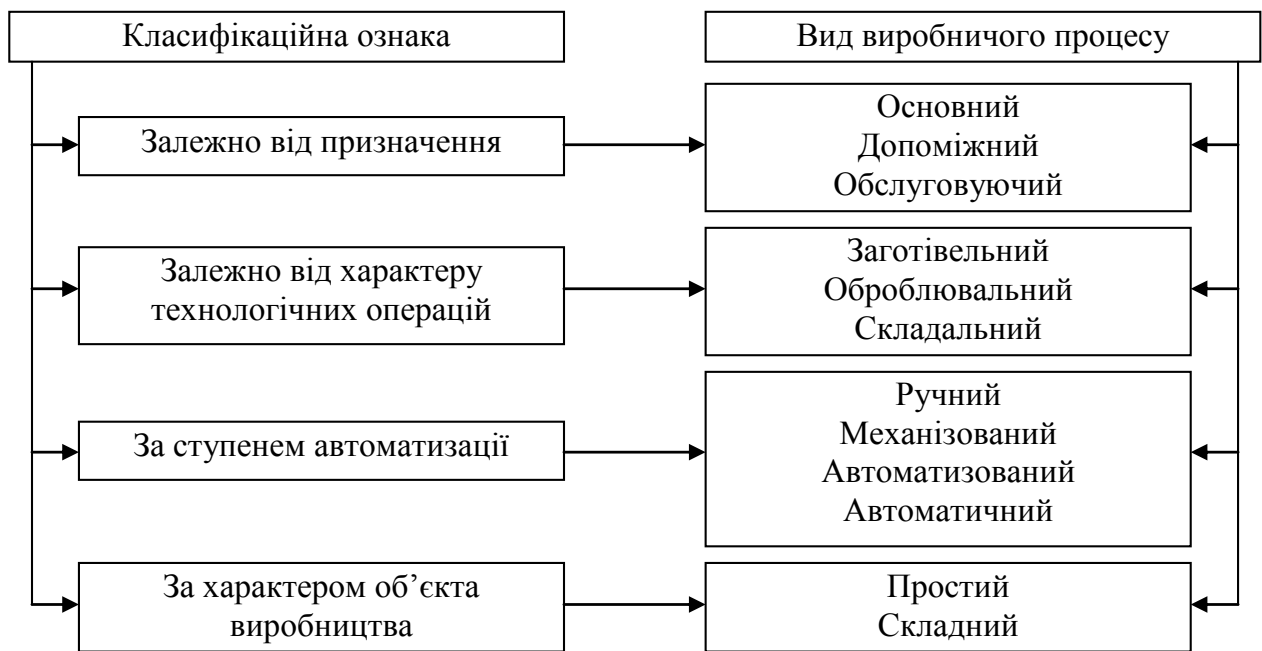 Класифікаційна ознака
Вид виробничого процесу
Залежно від призначення
Основний
Допоміжний
Обслуговуючий
Залежно від характеру
технологічних операцій
Заготівельний
Оброблювальний
Складальний
За ступенем автоматизації
Ручний
Механізований
Автоматизований
Автоматичний
За характером об’єкта
виробництва
Простий
Складний